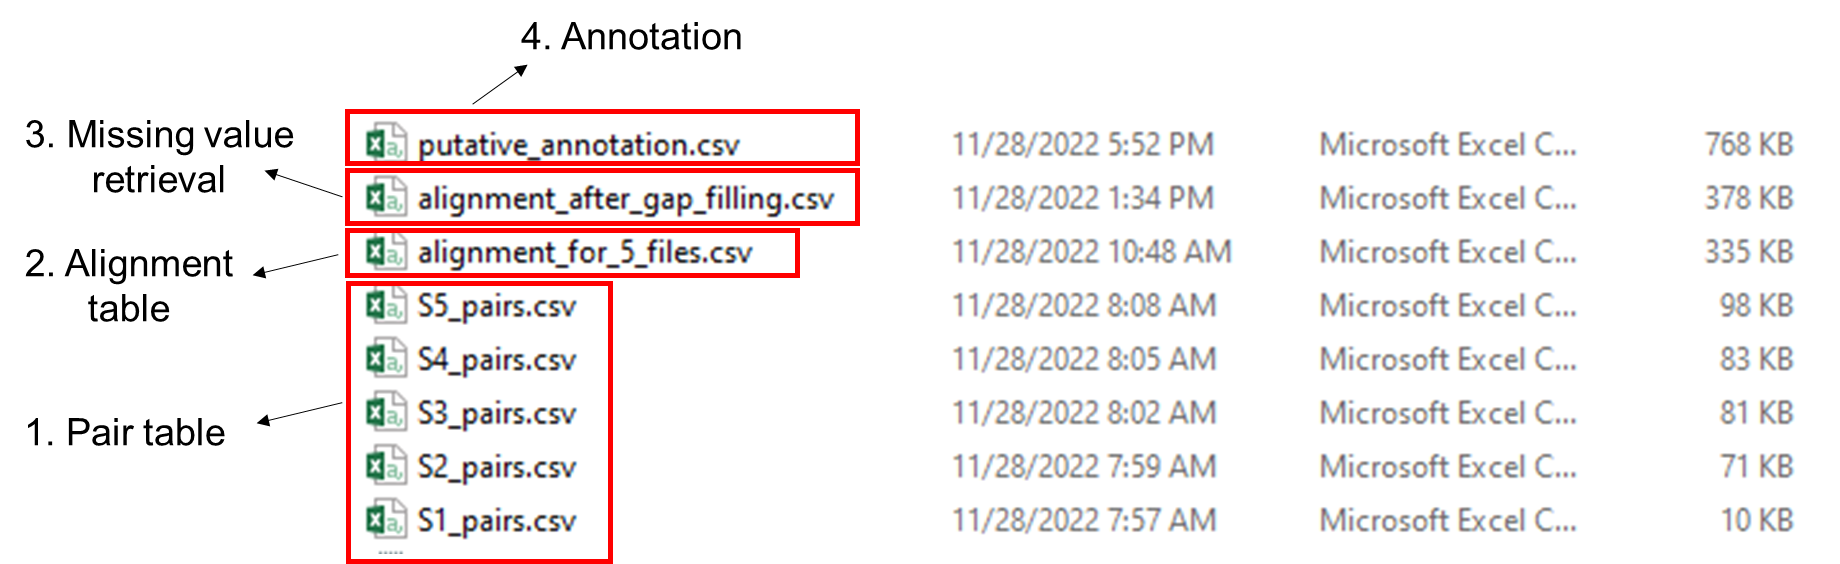 4. Annotation
3. Missing value
retrieval
2. Alignment
table
1. Pair table
putative_annotation.csv 11/28/2022 5:52 PM Microsoft Excel C... 768 KB
alignment_after_gap_filling.csv 11/28/2022 1:34 PM Microsoft Excel C... 378 KB
alignment_for_5_files.csv 11/28/2022 10:48 AM Microsoft Excel C... 335 KB
S5_pairs.csv 11/28/2022 8:08 AM Microsoft Excel C... 98 KB
S4_pairs.csv 11/28/2022 8:05 AM Microsoft Excel C... 83 KB
S3_pairs.csv 11/28/2022 8:02 AM Microsoft Excel C... 81 KB
S2_pairs.csv 11/28/2022 7:59 AM Microsoft Excel C... 71 KB
S1_pairs.csv 11/28/2022 7:57 AM Microsoft Excel C... 10 KB